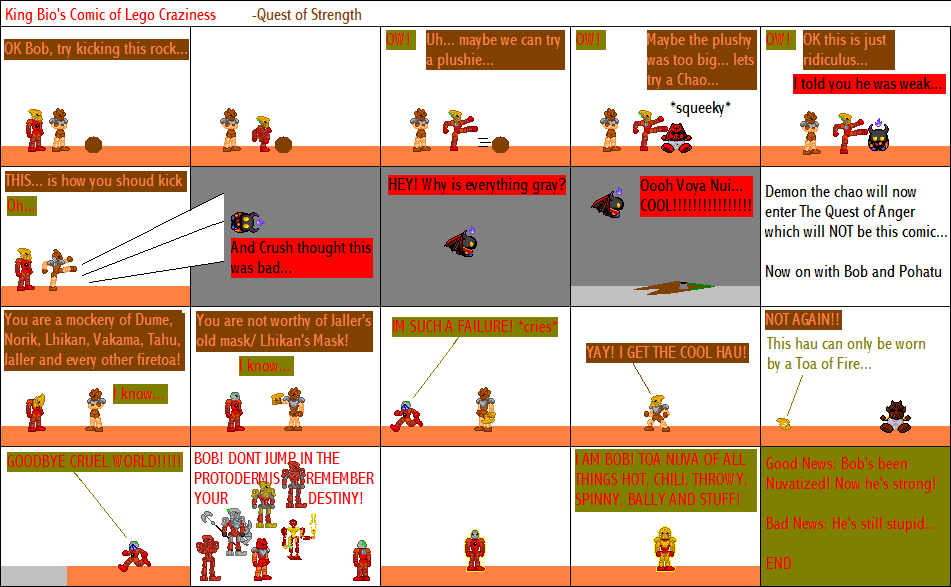 King Bio's Comic of Lego Craziness -Quest of Strength
OK Bob, try kicking this rock...
OW!
Uh... maybe we can try
a plushie...
OW!
Maybe the plushy
was too big... lets
try a Chao...
*squeeky*
OW!
OK this is just
ridiculus...
I told you he was weak...
THIS... is how you shoud kick
Oh...
And Crush thought this
was bad...
HEY! Why is everything gray?
Oooh Voya Nui...
COOL!!!!!!!!!!!!!!!!!
Demon the chao will now
enter The Quest of Anger
which will NOT be this comic...
Now on with Bob and Pohatu
You are a mockery of Dume,
Norik, Lhikan, Vakama, Tahu,
Jaller and every other firetoa!
I know...
You are not worthy of Jaller's
old mask/ Lhikan's Mask!
I know...
IM SUCH A FAILURE! *cries*
YAY! I GET THE COOL HAU!
NOT AGAIN!!
This hau can only be worn
by a Toa of Fire...
GOODBYE CRUEL WORLD!!!!!
BOB! DONT JUMP IN THE
PROTODERMIS REMEMBER
YOUR DESTINY!
I AM BOB! TOA NUVA OF ALL
THINGS HOT, CHILI, THROWY,
SPINNY, BALLY AND STUFF!
Good News: Bob's been
Nuvatized! Now he's strong!
Bad News: He's still stupid...
END